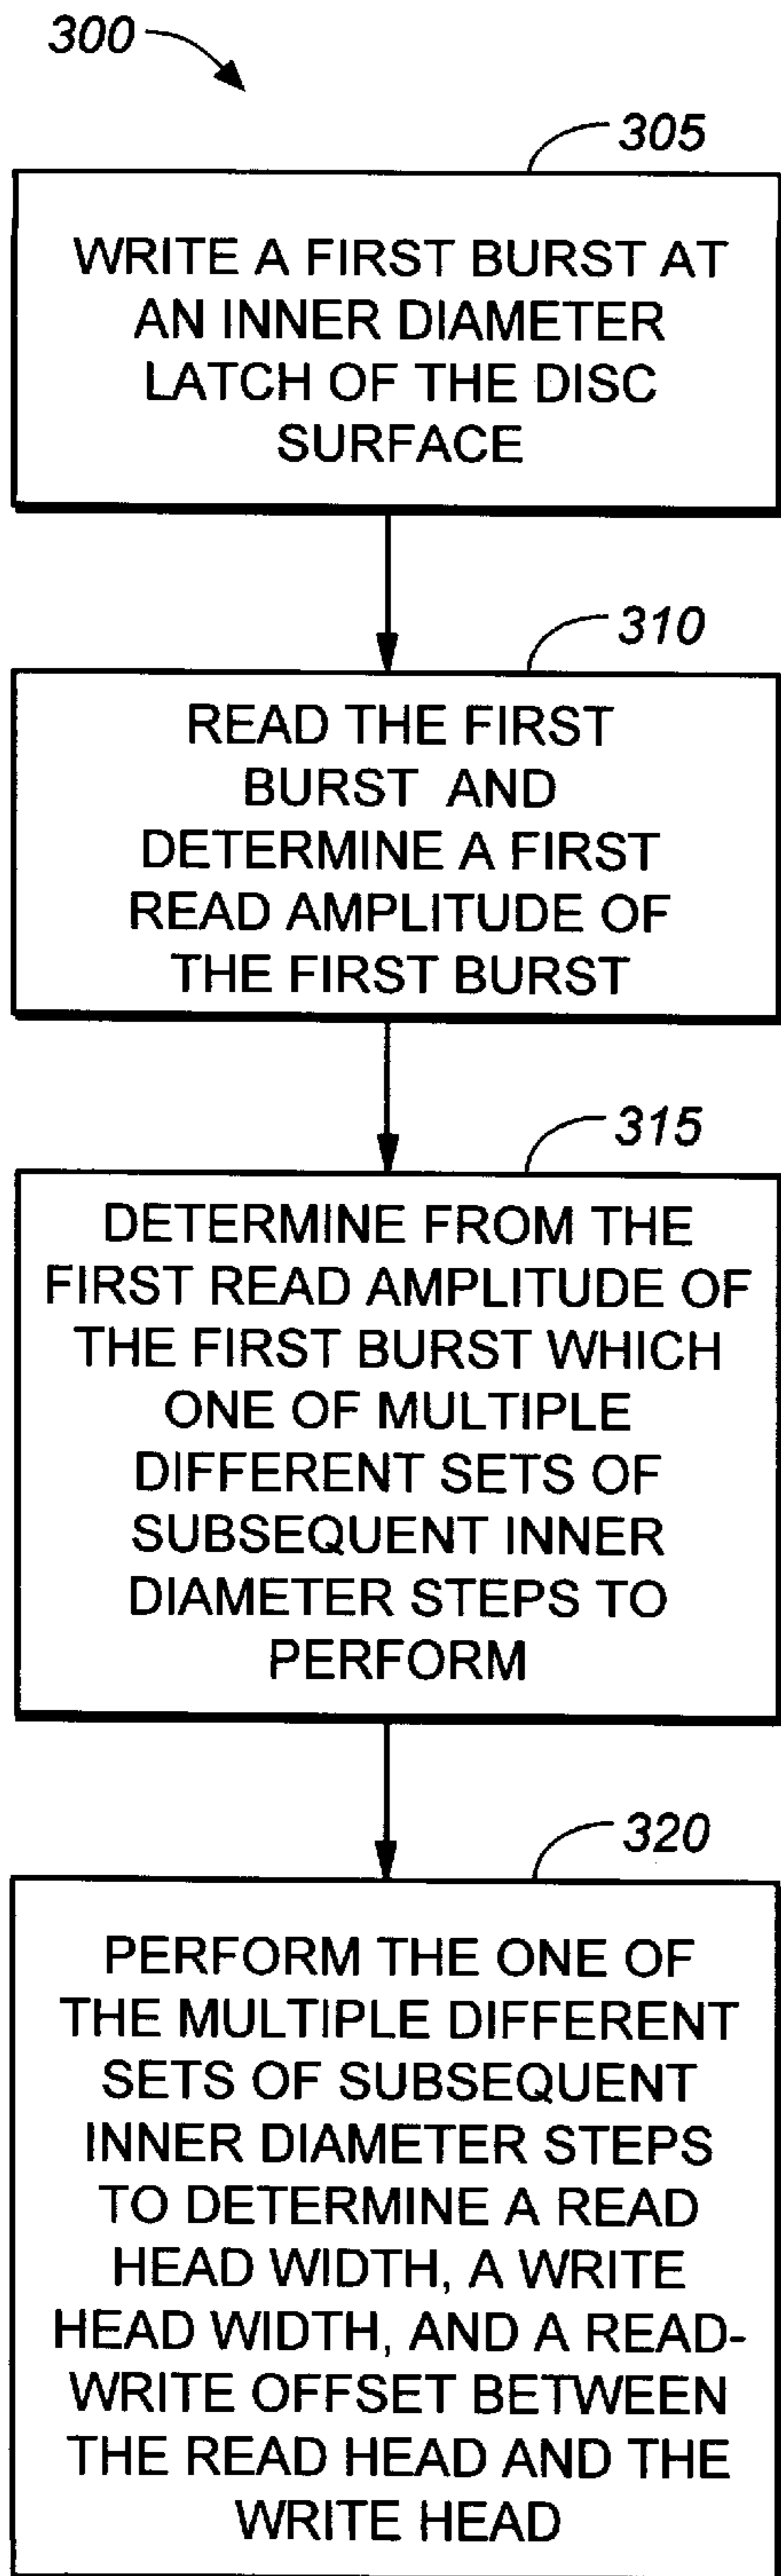 300
305
WRITE A FIRST BURST AT
AN INNER DIAMETER
LATCH OF THE DISC
SURFACE
310
READ THE FIRST
BURST AND
DETERMINE A FIRST
READ AMPLITUDE OF
THE FIRST BURST
315
DETERMINE FROM THE
FIRST READ AMPLITUDE OF
THE FIRST BURST WHICH
ONE OF MULTIPLE
DIFFERENT SETS OF
SUBSEQUENT INNER
DIAMETER STEPS TO
PERFORM
320
PERFORM THE ONE OF
THE MULTIPLE DIFFERENT
SETS OF SUBSEQUENT
INNER DIAMETER STEPS
TO DETERMINE A READ
HEAD WIDTH, A WRITE
HEAD WIDTH, AND A READ-
WRITE OFFSET BETWEEN
THE READ HEAD AND THE
WRITE HEAD